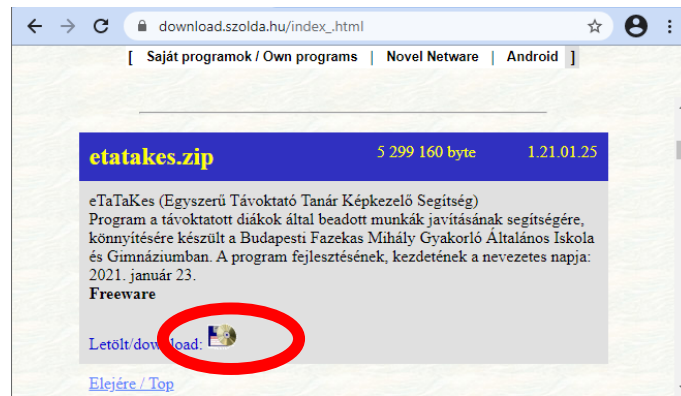 download.szolda.hu/index_.html
[ Saját programok / Own programs | Novel Netware | Android ]
etatakes.zip 5 299 160 byte 1.21.01.25
eTaTaKes (Egyszerű Távoktató Tanár Képkezelő Segítség)
Program a távoktatott diákok által beadott munkák javításának segítségére,
könnyítésére készült a Budapesti Fazekas Mihály Gyakorló Általános Iskola
és Gimnáziumban. A program fejlesztésének, kezdetének a nevezetes napja:
2021. január 23.
Freeware
Letölt/download:
Elejére / Top